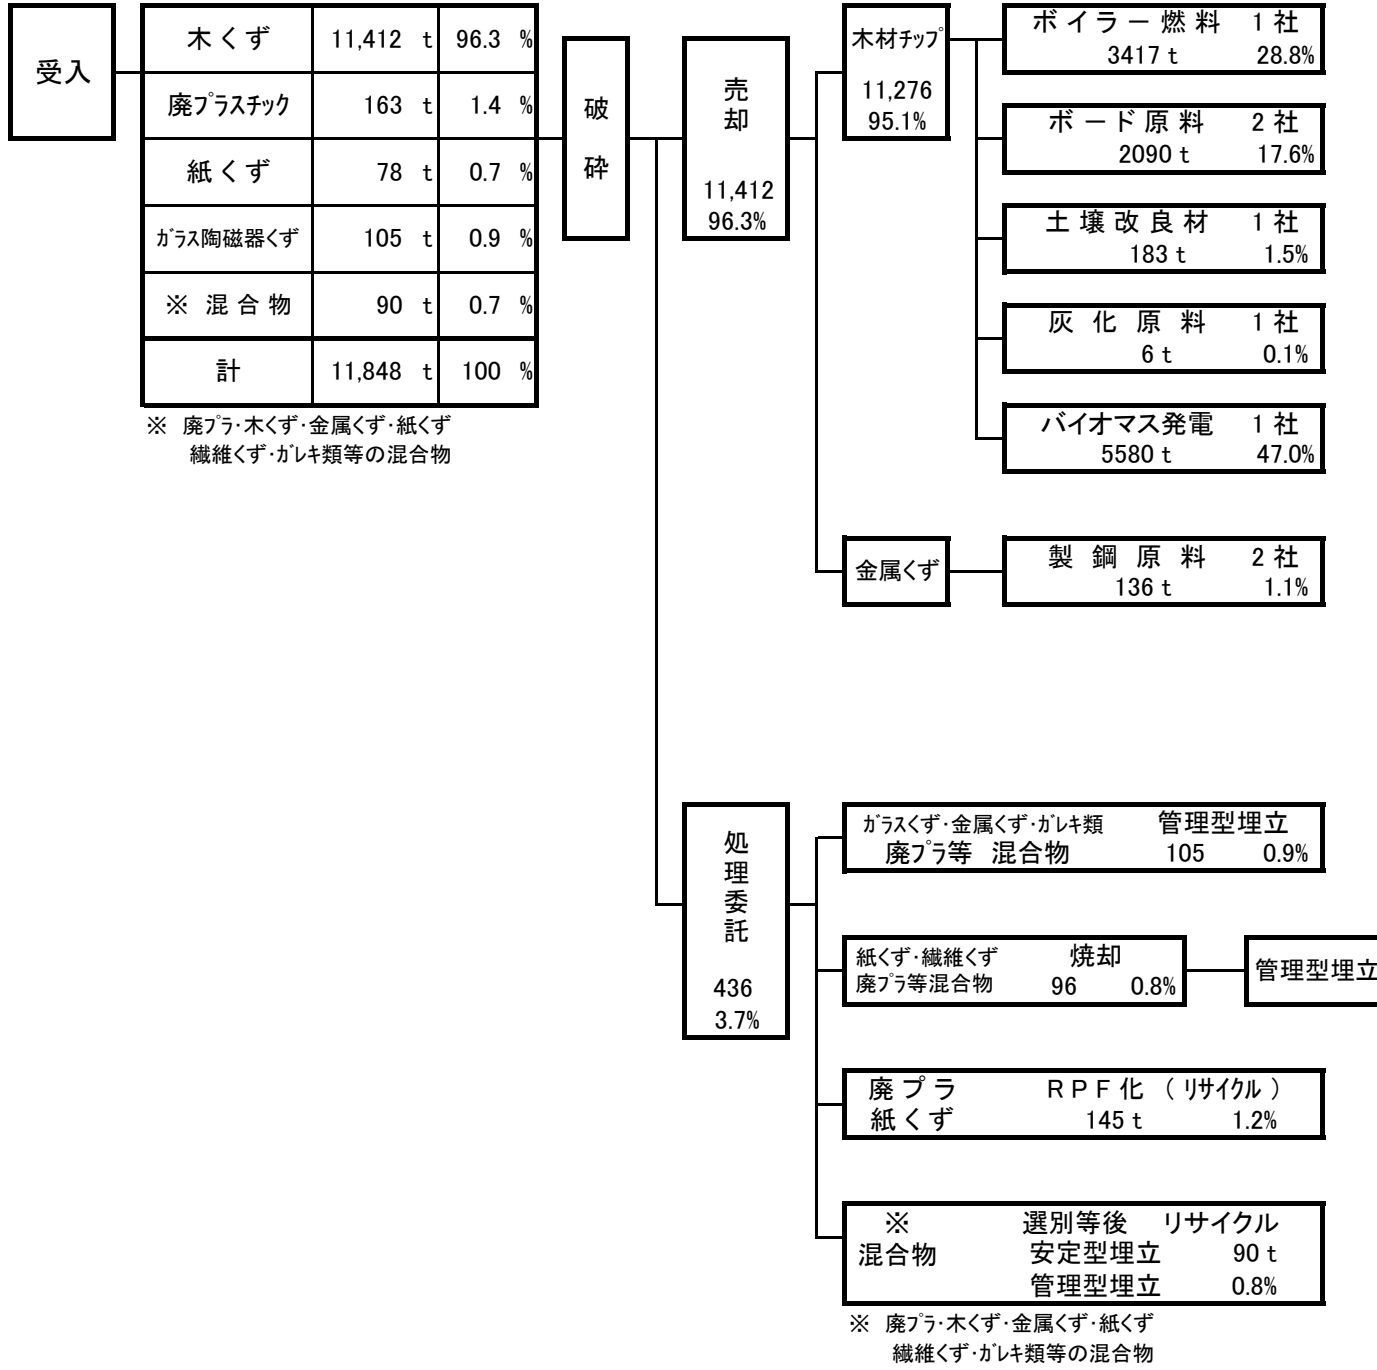 受入
木くず 11,412 t 96.3 %
廃プラスチック 163 t 1.4 %
紙くず 78 t 0.7 %
ガラス陶磁器くず 105 t 0.9 %
※ 混合物 90 t 0.7 %
計 11,848 t 100 %
※ 廃プラ・木くず・金属くず・紙くず
繊維くず・ガレキ類等の混合物
破砕
売却
11,412
96.3%
木材チップ
11,276
95.1%
ボイラー燃料 1社
3417 t 28.8%
ボード原料 2社
2090 t 17.6%
土壌改良材 1社
183 t 1.5%
灰化原料 1社
6 t 0.1%
バイオマス発電 1社
5580 t 47.0%
金属くず
製鋼原料 2社
136 t 1.1%
処理委託
436
3.7%
ガラスくず・金属くず・ガレキ類 管理型埋立
廃プラ等 混合物 105 0.9%
紙くず・繊維くず 焼却
廃プラ等混合物 96 0.8%
管理型埋立
廃プラ RPF化 (リサイクル)
紙くず 145 t 1.2%
※ 選別等後 リサイクル
混合物 安定型埋立 90 t
管理型埋立 0.8%
※ 廃プラ・木くず・金属くず・紙くず
繊維くず・ガレキ類等の混合物